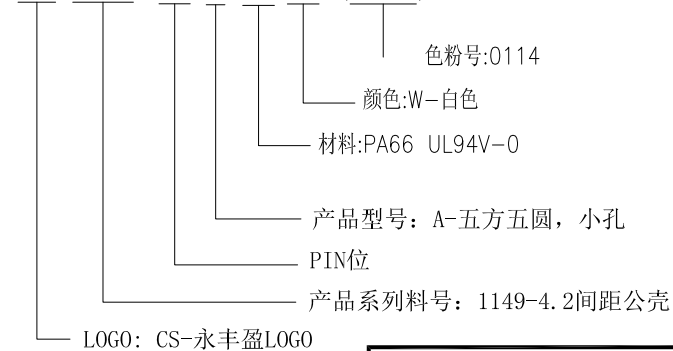 色粉号:0114
颜色:W-白色
材料:PA66 UL94V-0
产品型号：A-五方五圆，小孔
PIN位
产品系列料号：1149-4.2间距公壳
LOGO: CS-永丰盈LOGO